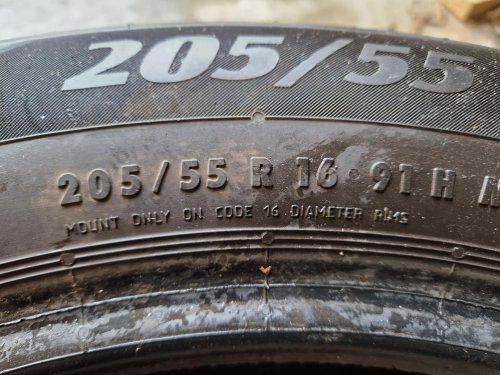 205/55
205/55 R 16 91 H M
MOUNT ONLY ON CODE 16 DIAMETER RIMS